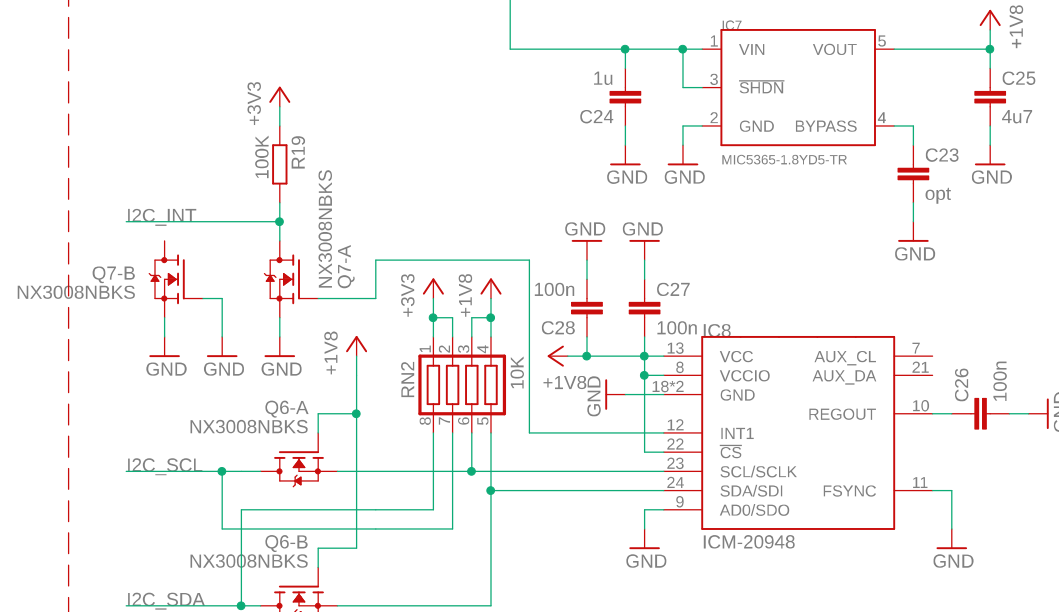 IC7
+1V8
1
VIN
VOUT
5
1u
C24
3
SHDN
C25
4u7
2
GND
BYPASS
4
MIC5365-1.8YD5-TR
GND
GND
GND
C23
opt
GND
+3V3
100K
R19
I2C_INT
NX3008NBKS
Q7-A
Q7-B
NX3008NBKS
GND
GND
GND
+1V8
+3V3
+1V8
RN2
1
2
3
4
10K
8
7
6
5
GND
GND
100n
C28
C27
100n
+1V8
GND
IC8
13
VCC
AUX_CL
7
8
VCCIO
AUX_DA
21
18*2
GND
REGOUT
10
C26
100n
GND
12
INT1
22
CS
23
SCL/SCLK
24
SDA/SDI
FSYNC
11
9
AD0/SDO
ICM-20948
GND
GND
Q6-A
NX3008NBKS
I2C_SCL
Q6-B
NX3008NBKS
I2C_SDA